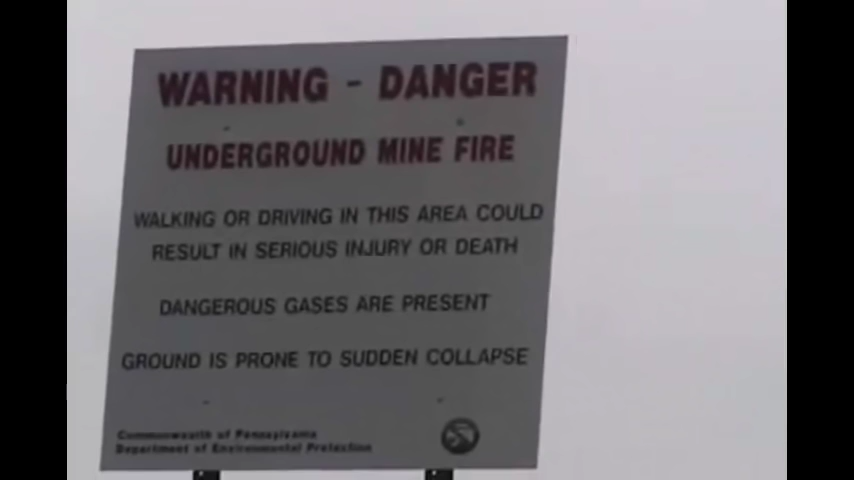 WARNING - DANGER
UNDERGROUND MINE FIRE
WALKING OR DRIVING IN THIS AREA COULD
RESULT IN SERIOUS INJURY OR DEATH
DANGEROUS GASES ARE PRESENT
GROUND IS PRONE TO SUDDEN COLLAPSE
Commonwealth of Pennsylvania
Department of Environmental Protection